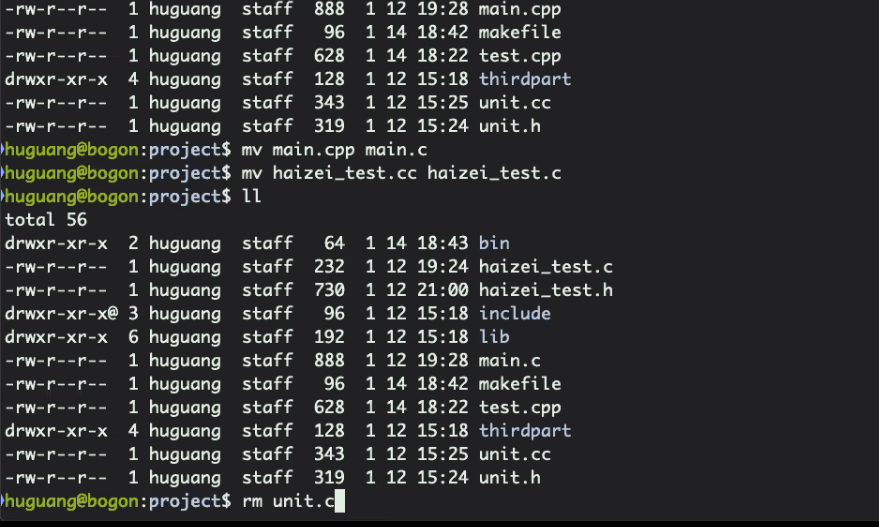 -rw-r--r--  1 huguang  staff  888  1 12 19:28 main.cpp
-rw-r--r--  1 huguang  staff   96  1 14 18:42 makefile
-rw-r--r--  1 huguang  staff  628  1 14 18:22 test.cpp
drwxr-xr-x  4 huguang  staff  128  1 12 15:18 thirdpart
-rw-r--r--  1 huguang  staff  343  1 12 15:25 unit.cc
-rw-r--r--  1 huguang  staff  319  1 12 15:24 unit.h
huguang@bogon:project$ mv main.cpp main.c
huguang@bogon:project$ mv haizei_test.cc haizei_test.c
huguang@bogon:project$ ll
total 56
drwxr-xr-x  2 huguang  staff   64  1 14 18:43 bin
-rw-r--r--  1 huguang  staff  232  1 12 19:24 haizei_test.c
-rw-r--r--  1 huguang  staff  730  1 12 21:00 haizei_test.h
drwxr-xr-x@ 3 huguang  staff   96  1 12 15:18 include
drwxr-xr-x  6 huguang  staff  192  1 12 15:18 lib
-rw-r--r--  1 huguang  staff  888  1 12 19:28 main.c
-rw-r--r--  1 huguang  staff   96  1 14 18:42 makefile
-rw-r--r--  1 huguang  staff  628  1 14 18:22 test.cpp
drwxr-xr-x  4 huguang  staff  128  1 12 15:18 thirdpart
-rw-r--r--  1 huguang  staff  343  1 12 15:25 unit.cc
-rw-r--r--  1 huguang  staff  319  1 12 15:24 unit.h
huguang@bogon:project$ rm unit.c